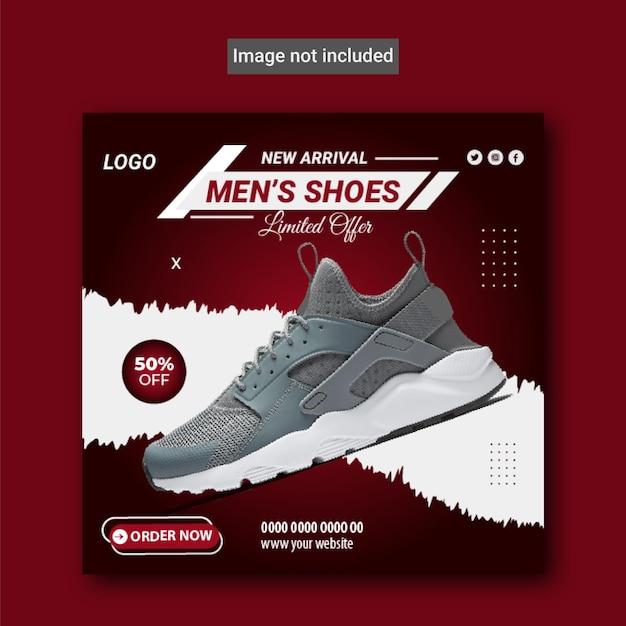 Image not included
LOGO
NEW ARRIVAL
MEN'S SHOES
Limited Offer
X
50%
OFF
ORDER NOW
0000 0000 0000 00
www your website